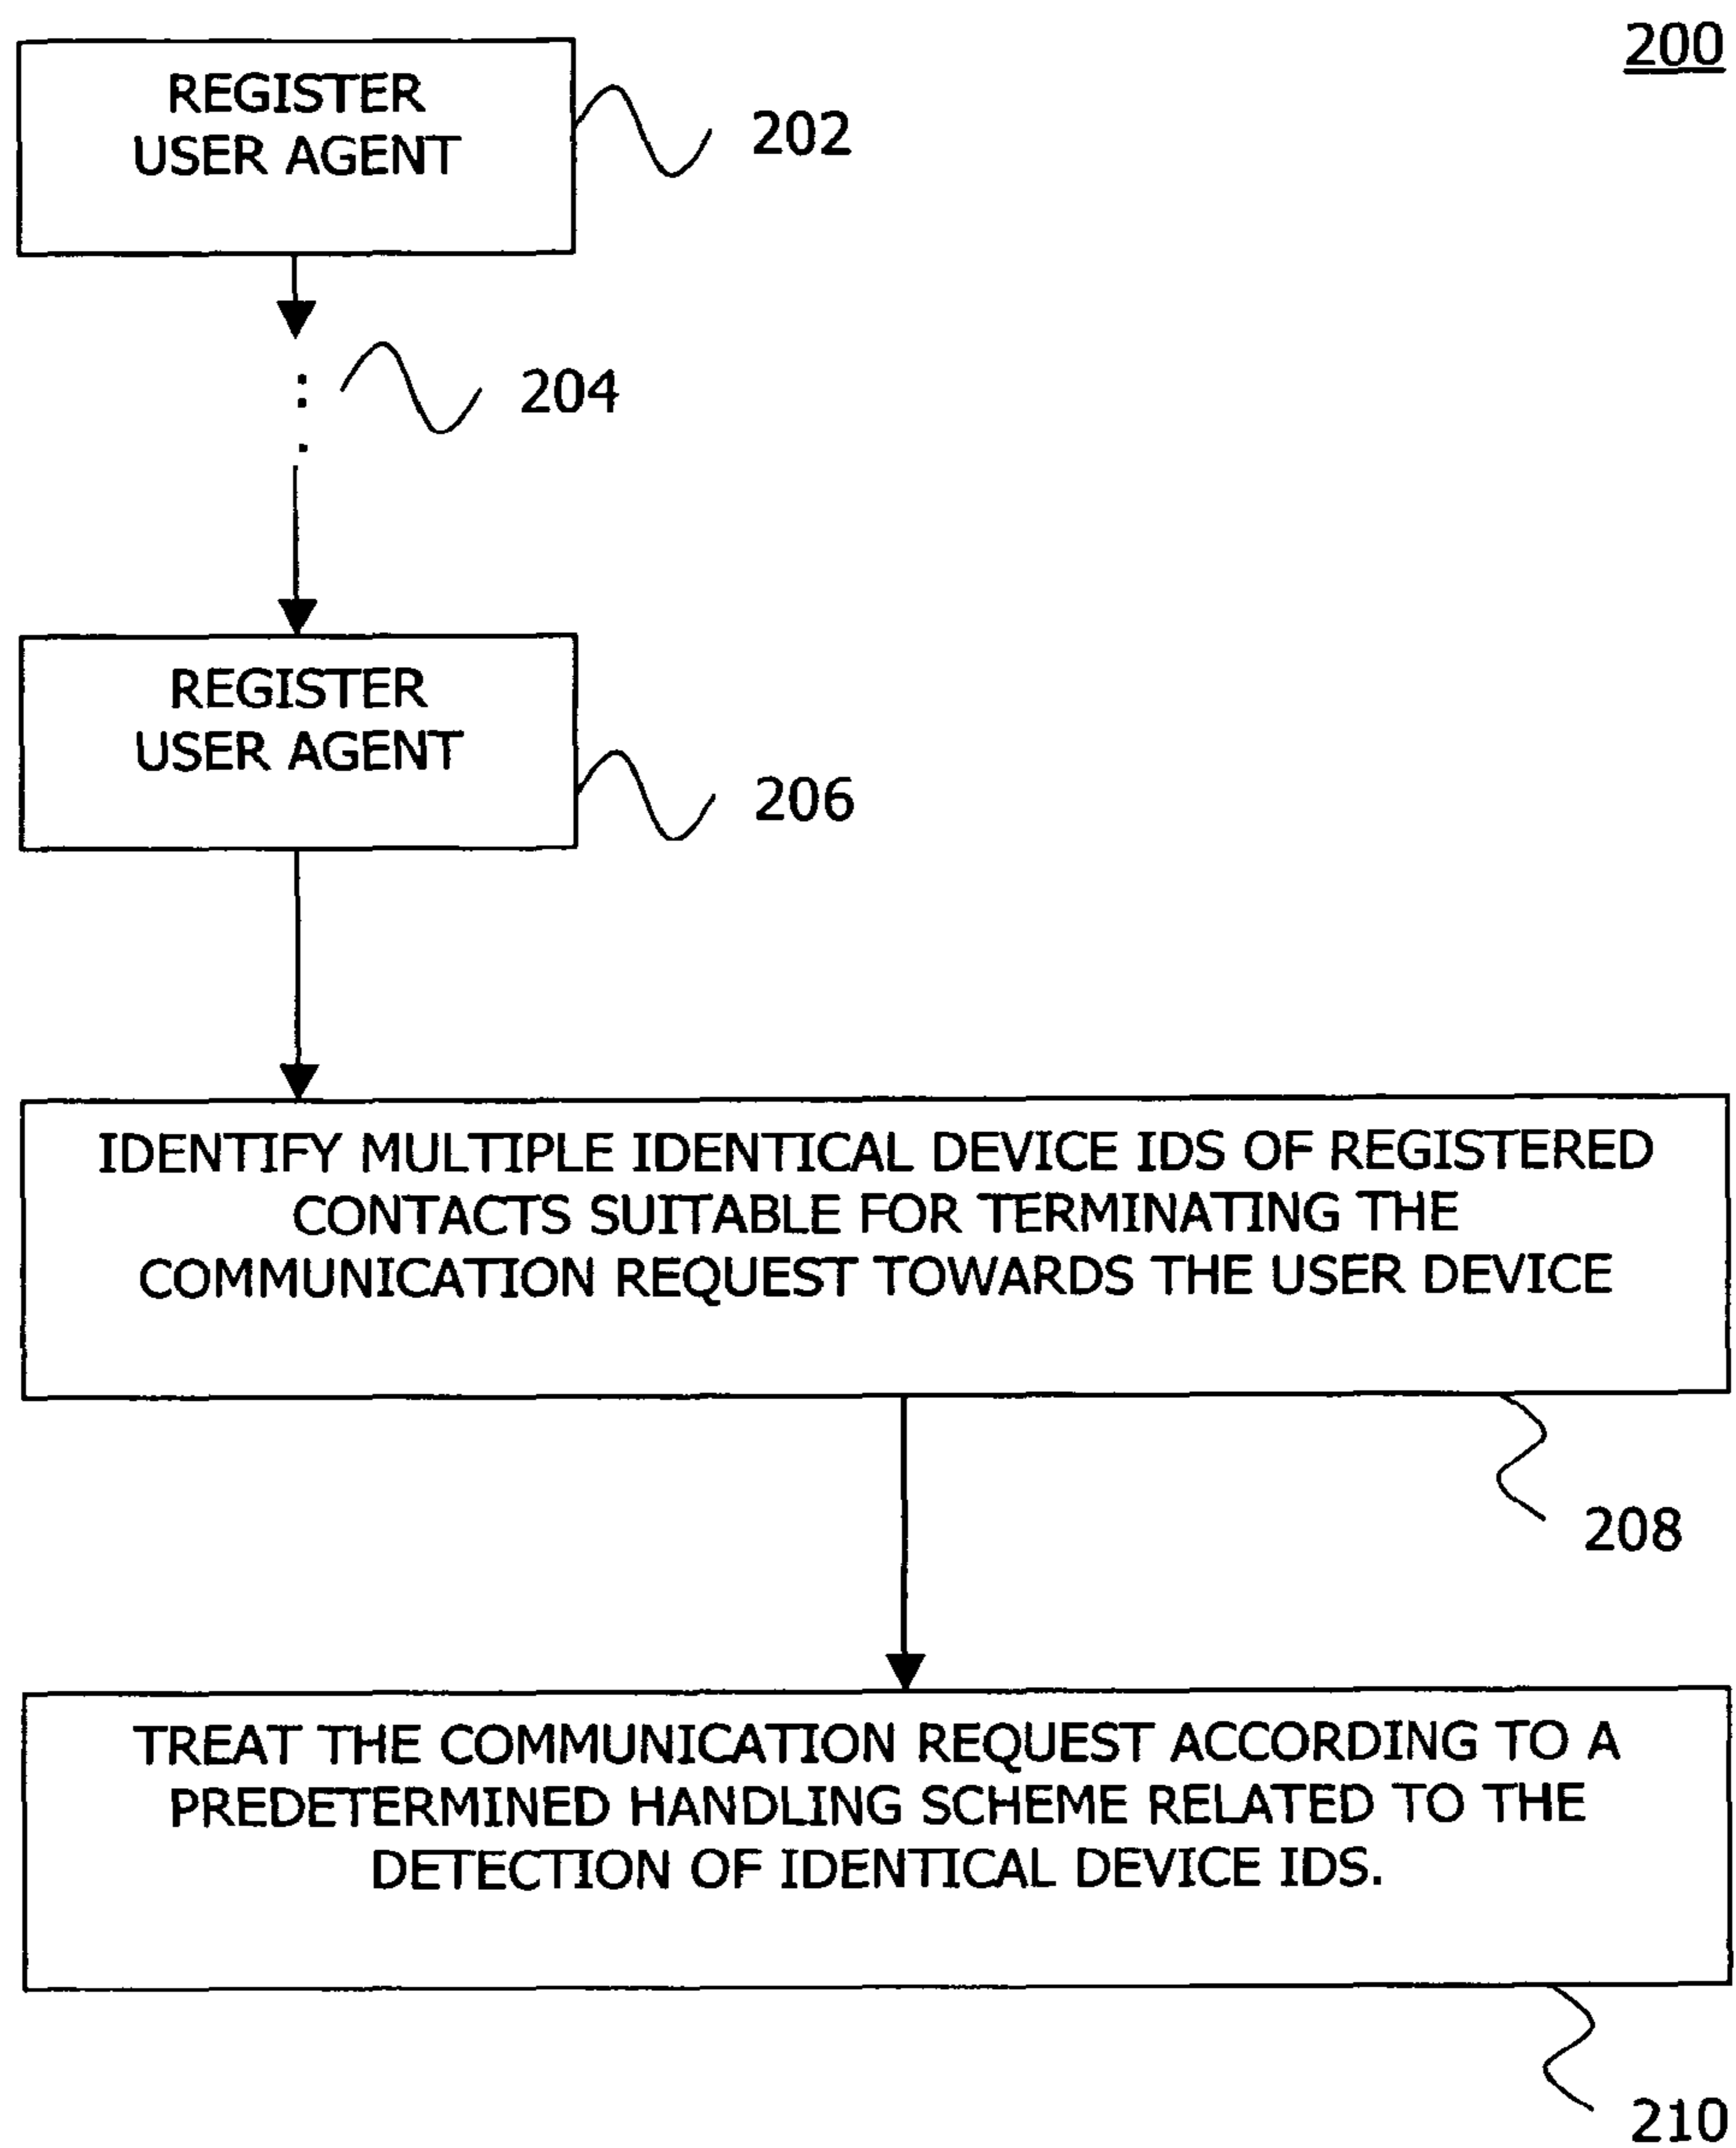 200
REGISTER
USER AGENT
202
204
REGISTER
USER AGENT
206
IDENTIFY MULTIPLE IDENTICAL DEVICE IDS OF REGISTERED
CONTACTS SUITABLE FOR TERMINATING THE
COMMUNICATION REQUEST TOWARDS THE USER DEVICE
208
TREAT THE COMMUNICATION REQUEST ACCORDING TO A
PREDETERMINED HANDLING SCHEME RELATED TO THE
DETECTION OF IDENTICAL DEVICE IDS.
210